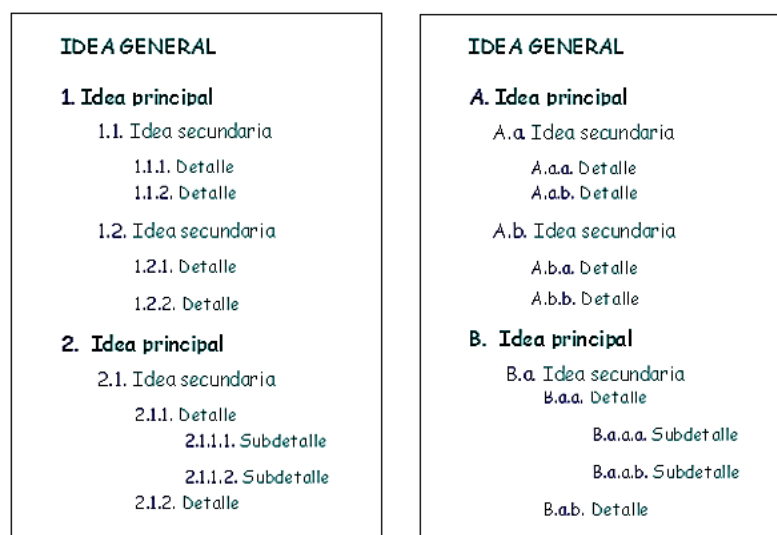 IDEA GENERAL
1. Idea principal
1.1. Idea secundaria
1.1.1. Detalle
1.1.2. Detalle
1.2. Idea secundaria
1.2.1. Detalle
1.2.2. Detalle
2. Idea principal
2.1. Idea secundaria
2.1.1. Detalle
2.1.1.1. Subdetalle
2.1.1.2. Subdetalle
2.1.2. Detalle
IDEA GENERAL
A. Idea principal
A.a Idea secundaria
A.a.a. Detalle
A.a.b. Detalle
A.b. Idea secundaria
A.b.a. Detalle
A.b.b. Detalle
B. Idea principal
B.a Idea secundaria
B.a.a. Detalle
B.a.a.a. Subdetalle
B.a.a.b. Subdetalle
B.a.b. Detalle